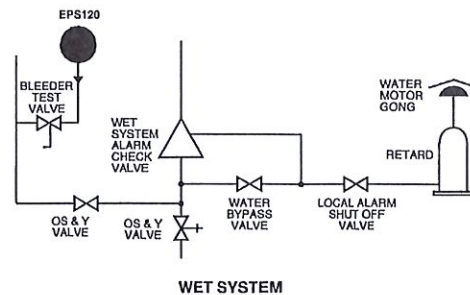 EPS120
BLEEDER
TEST
VALVE
WET
SYSTEM
ALARM
CHECK
VALVE
WATER
MOTOR
GONG
RETARD
OS & Y
VALVE
OS & Y
VALVE
WATER
BYPASS
VALVE
LOCAL ALARM
SHUT OFF
VALVE
WET SYSTEM